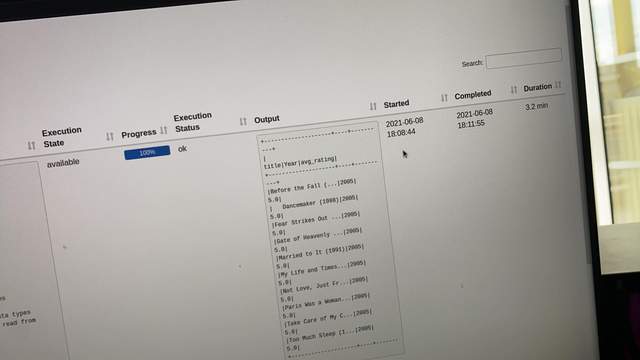 Search:
Execution State
Progress
Execution Status
Output
Started
Completed
Duration
available
100%
ok
+--------------------+----+-------
---+
|
title|Year|avg_rating|
+--------------------+----+-------
---+
|Before the Fall (...|2005|
5.0|
|   Dancemaker (1998)|2005|
5.0|
|Fear Strikes Out ...|2005|
5.0|
|Gate of Heavenly ...|2005|
5.0|
|Married to It (1991)|2005|
5.0|
|My Life and Times...|2005|
5.0|
|Not Love, Just Fr...|2005|
5.0|
|Paris Was a Woman...|2005|
5.0|
|Take Care of My C...|2005|
5.0|
|Too Much Sleep (1...|2005|
5.0|
+--------------------+----+-------
2021-06-08
18:08:44
2021-06-08
18:11:55
3.2 min
types
read from